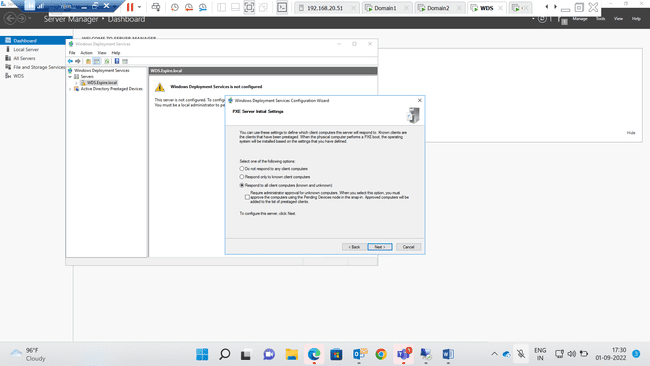 192.168.20.51
Domain1
Domain2
WDS
Server Manager
Dashboard
Manage
Tools
View
Help
Dashboard
Local Server
All Servers
File and Storage Services
WDS
Windows Deployment Services
File Action View Help
Windows Deployment Services
Servers
WDS.Espire.local
Active Directory Prestaged Devices
WDS.Espire.local
Windows Deployment Services is not configured
This server is not configured. To config
You must be a local administrator to pe
Windows Deployment Services Configuration Wizard
PXE Server Initial Settings
You can use these settings to define which client computers this server will respond to. Known clients are
the clients that have been prestaged. When the physical computer performs a PXE boot, the operating
system will be installed based on the settings that you have defined.
Select one of the following options:
Do not respond to any client computers
Respond only to known client computers
Respond to all client computers (known and unknown)
Require administrator approval for unknown computers. When you select this option, you must
approve the computers using the Pending Devices node in the snap-in. Approved computers will be
added to the list of prestaged clients.
To configure this server, click Next.
< Back
Next >
Cancel
Hide
96°F
Cloudy
ENG
IN
17:30
01-09-2022